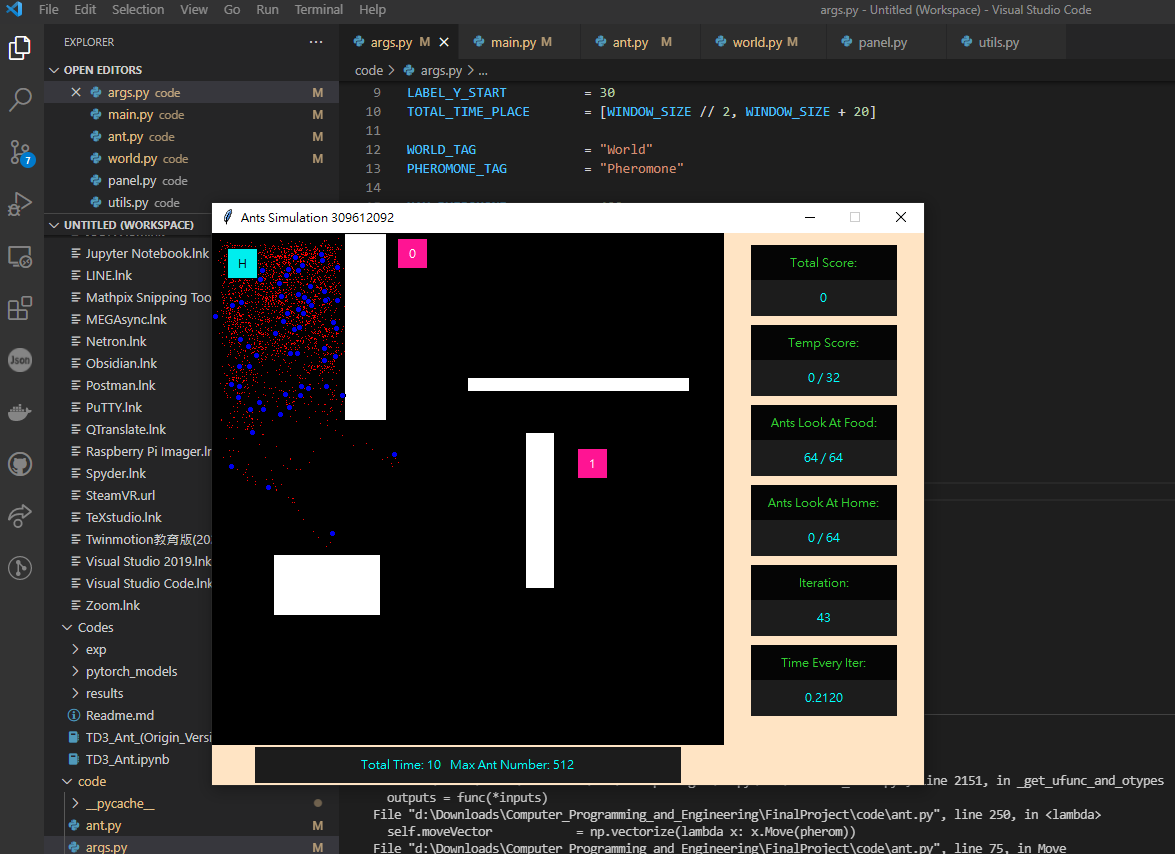 File Edit Selection View Go Run Terminal Help args.py - Untitled (Workspace) - Visual Studio Code
EXPLORER
args.py M main.py M ant.py M world.py M panel.py utils.py
OPEN EDITORS
code > args.py > ...
args.py code M
main.py code M
ant.py code M
world.py code M
panel.py code
utils.py code
7
9 LABEL_Y_START = 30
10 TOTAL_TIME_PLACE = [WINDOW_SIZE // 2, WINDOW_SIZE + 20]
11
12 WORLD_TAG = "World"
13 PHEROMONE_TAG = "Pheromone"
14
UNTITLED (WORKSPACE)
Jupyter Notebook.lnk
LINE.lnk
Mathpix Snipping Too
MEGAsync.lnk
Netron.lnk
Obsidian.lnk
Postman.lnk
PuTTY.lnk
QTranslate.lnk
Raspberry Pi Imager.lr
Spyder.lnk
SteamVR.url
TeXstudio.lnk
Twinmotion教育版(20
Visual Studio 2019.lnk
Visual Studio Code.lnk
Zoom.lnk
Codes
exp
pytorch_models
results
Readme.md
TD3_Ant_(Origin_Versi
TD3_Ant.ipynb
code
__pycache__
ant.py M
args.py M
Json
Ants Simulation 309612092
H
0
1
Total Score:
0
Temp Score:
0 / 32
Ants Look At Food:
64 / 64
Ants Look At Home:
0 / 64
Iteration:
43
Time Every Iter:
0.2120
Total Time: 10 Max Ant Number: 512
line 2151, in _get_ufunc_and_otypes
outputs = func(*inputs)
File "d:\Downloads\Computer_Programming_and_Engineering\FinalProject\code\ant.py", line 250, in <lambda>
self.moveVector = np.vectorize(lambda x: x.Move(pherom))
File "d:\Downloads\Computer_Programming_and_Engineering\FinalProject\code\ant.py", line 75, in Move